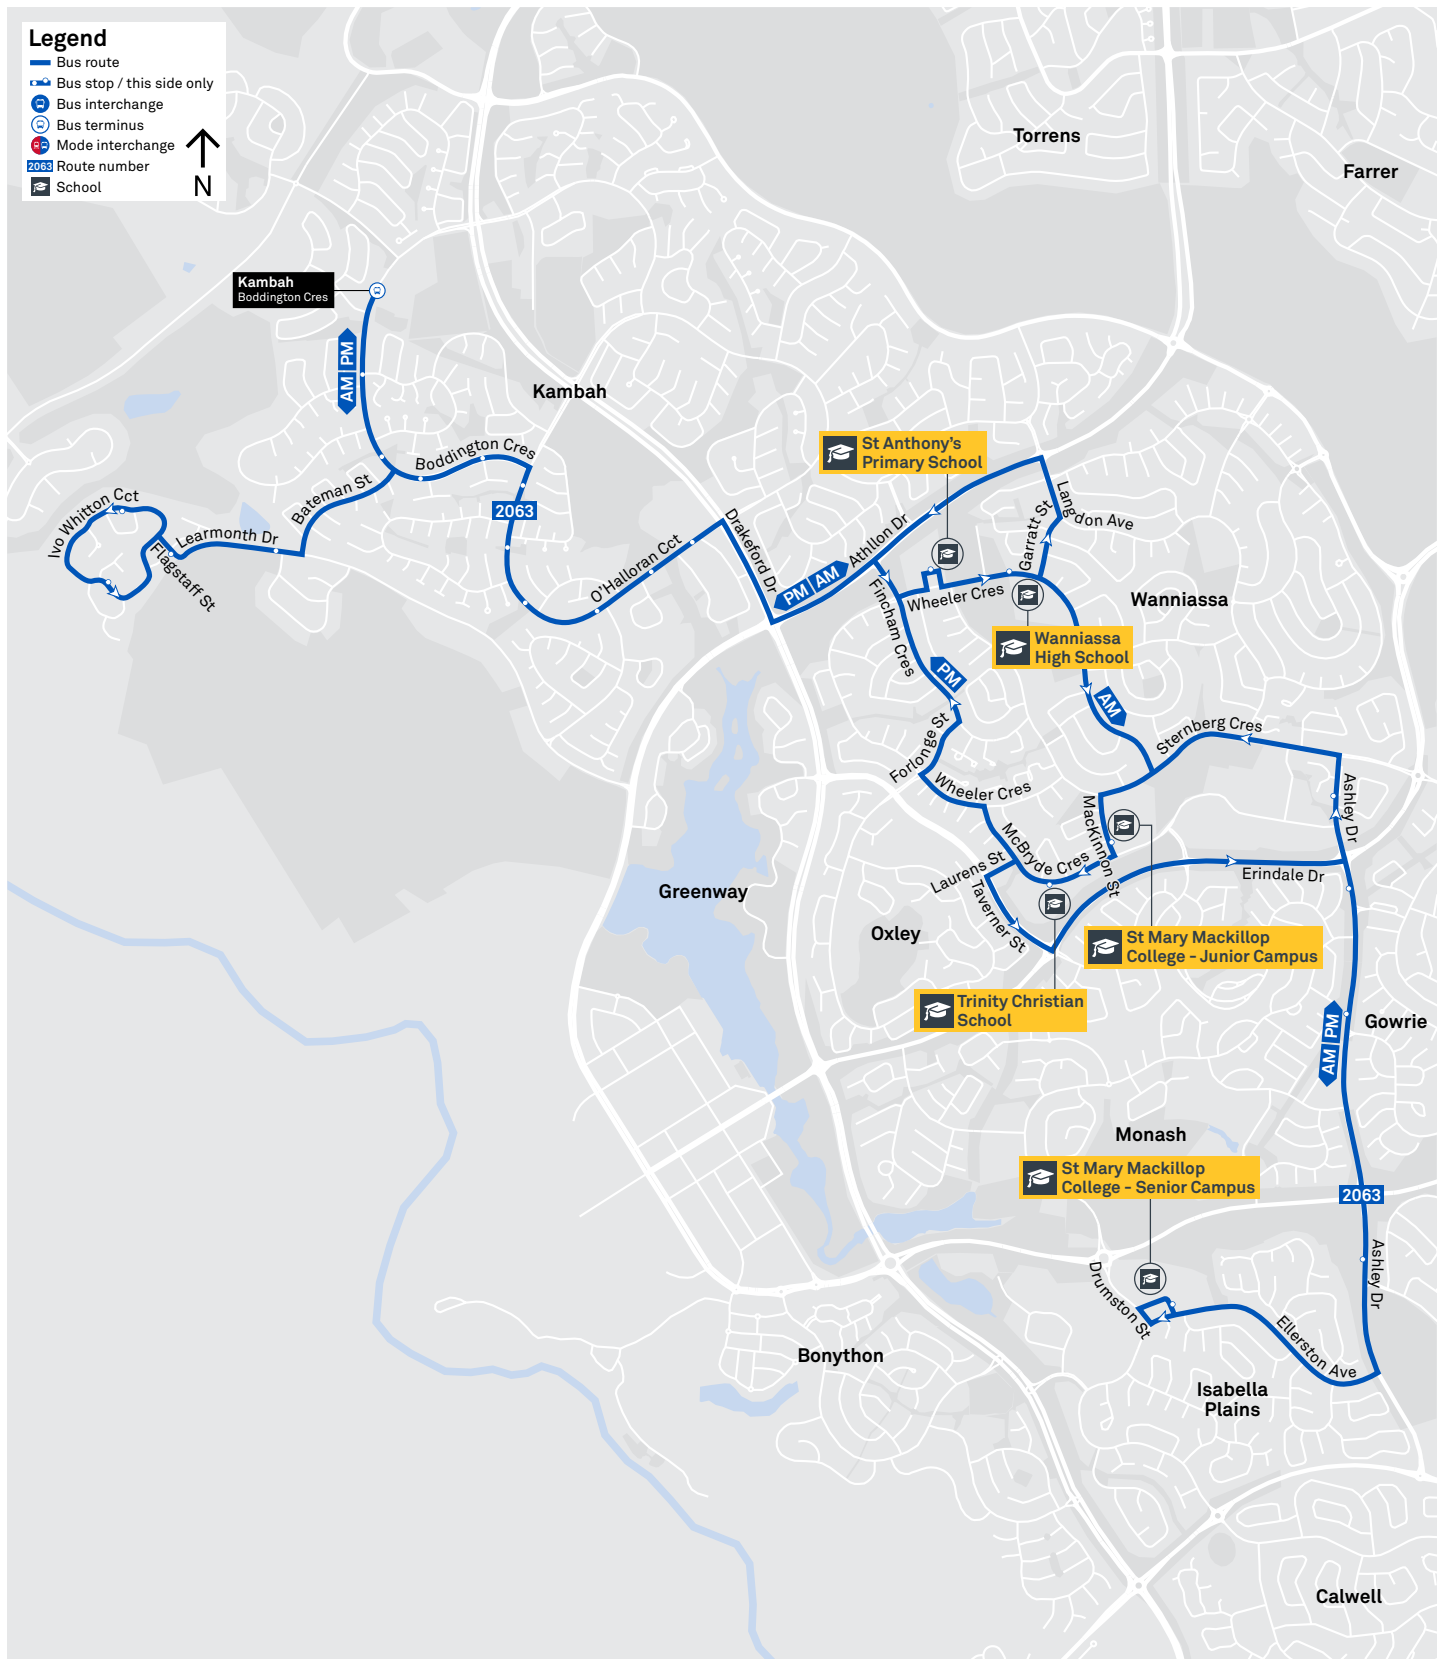 Legend
Bus route
Bus stop / this side only
Bus interchange
Bus terminus
Mode interchange
2063 Route number
School
N
Torrens
Farrer
Kambah
Boddington Cres
AM PM
Kambah
Boddington Cres
2063
Bateman St
Ivo Whitton Cct
Learmonth Dr
Flagstaff St
O'Halloran Cct
Drakeford Dr
PM AM
Athllon Dr
St Anthony's
Primary School
Langdon Ave
Garratt St
Wheeler Cres
Fincham Cres
Wanniassa
Wanniassa
High School
PM
AM
Forlonge St
Sternberg Cres
Wheeler Cres
MacKinnon St
Ashley Dr
McBryde Cres
Laurens St
Taverner St
Erindale Dr
Greenway
Oxley
St Mary Mackillop
College - Junior Campus
Trinity Christian
School
Gowrie
AM PM
Monash
St Mary Mackillop
College - Senior Campus
2063
Ashley Dr
Drumston St
Ellerston Ave
Bonython
Isabella
Plains
Calwell